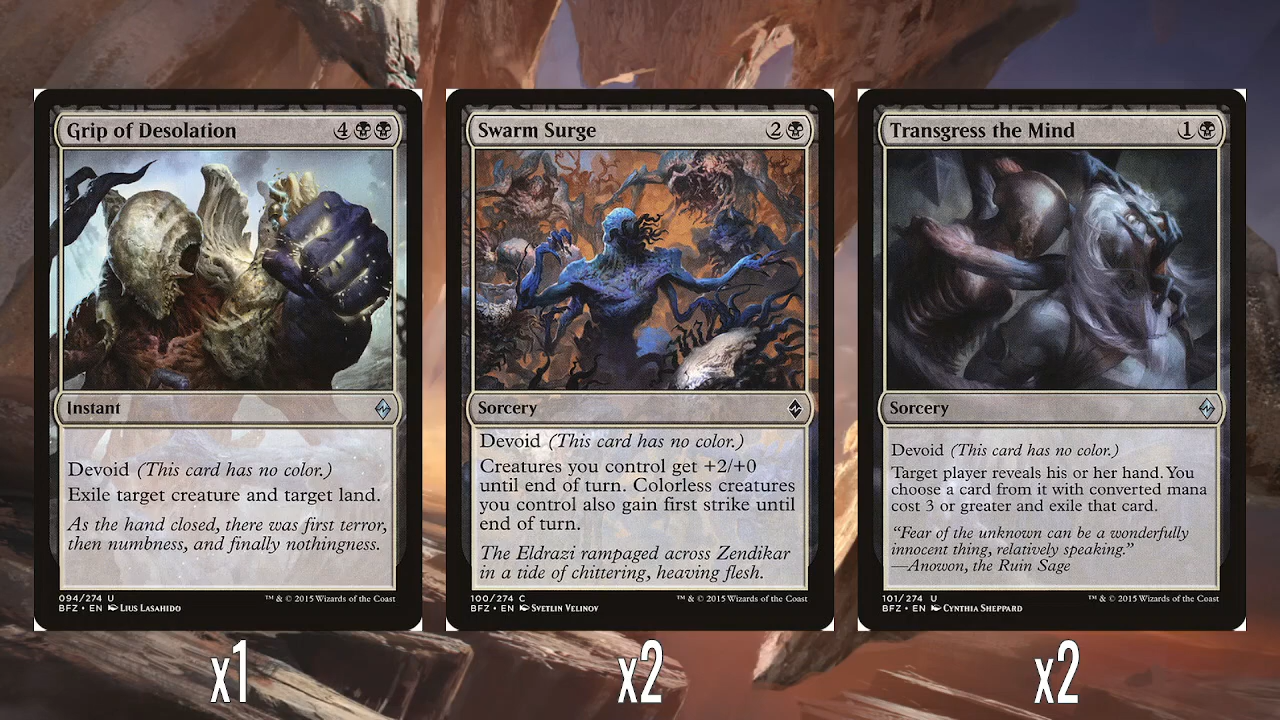 Grip of Desolation 4
Instant
Devoid (This card has no color.)
Exile target creature and target land.
As the hand closed, there was first terror,
then numbness, and finally nothingness.
094/274 U
BFZ • EN Lius Lasahido
™ & © 2015 Wizards of the Coast
x1
Swarm Surge 2
Sorcery
Devoid (This card has no color.)
Creatures you control get +2/+0
until end of turn. Colorless creatures
you control also gain first strike until
end of turn.
The Eldrazi rampaged across Zendikar
in a tide of chittering, heaving flesh.
100/274 C
BFZ • EN Svetlin Velinov
™ & © 2015 Wizards of the Coast
x2
Transgress the Mind 1
Sorcery
Devoid (This card has no color.)
Target player reveals his or her hand. You
choose a card from it with converted mana
cost 3 or greater and exile that card.
“Fear of the unknown can be a wonderfully
innocent thing, relatively speaking.”
—Anowon, the Ruin Sage
101/274 U
BFZ • EN Cynthia Sheppard
™ & © 2015 Wizards of the Coast
x2